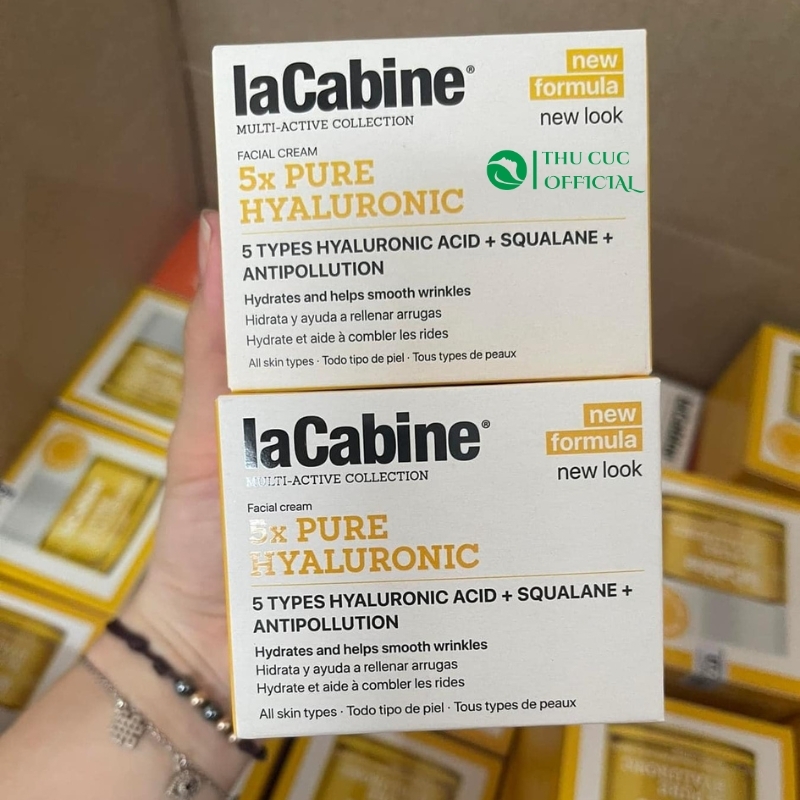 laCabine®
MULTI-ACTIVE COLLECTION
new
formula
new look
FACIAL CREAM
5x PURE
HYALURONIC
THU CUC
OFFICIAL
5 TYPES HYALURONIC ACID + SQUALANE +
ANTIPOLLUTION
Hydrates and helps smooth wrinkles
Hidrata y ayuda a rellenar arrugas
Hydrate et aide à combler les rides
All skin types · Todo tipo de piel · Tous types de peaux
laCabine®
MULTI-ACTIVE COLLECTION
new
formula
new look
Facial cream
5x PURE
HYALURONIC
5 TYPES HYALURONIC ACID + SQUALANE +
ANTIPOLLUTION
Hydrates and helps smooth wrinkles
Hidrata y ayuda a rellenar arrugas
Hydrate et aide à combler les rides
All skin types · Todo tipo de piel · Tous types de peaux
laCabine